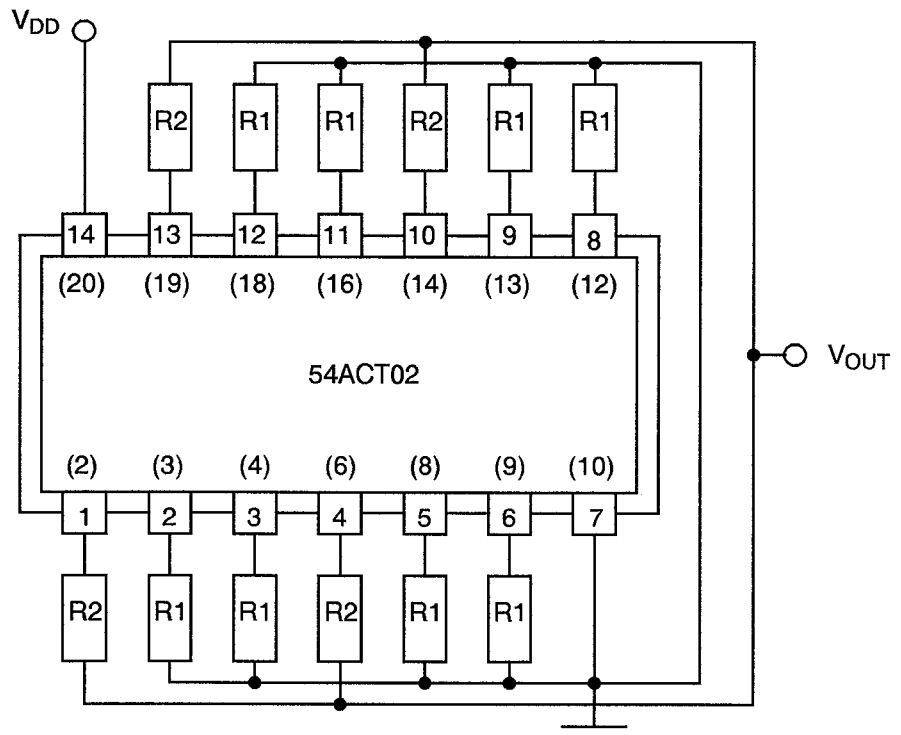 VDD
R2 R1 R1 R2 R1 R1
14 13 12 11 10 9 8
(20) (19) (18) (16) (14) (13) (12)
54ACT02
VOUT
(2) (3) (4) (6) (8) (9) (10)
1 2 3 4 5 6 7
R2 R1 R1 R2 R1 R1